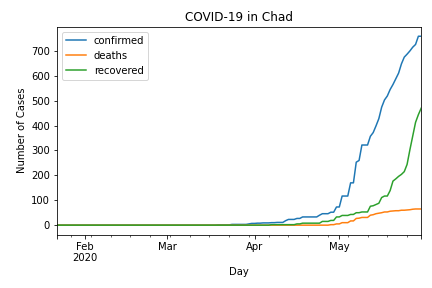 COVID-19 in Chad
confirmed
deaths
recovered
Number of Cases
700
600
500
400
300
200
100
0
Feb
2020
Mar
Apr
May
Day